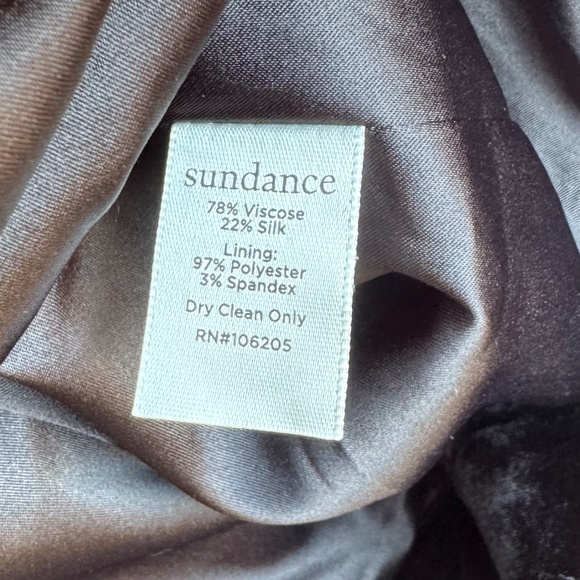 sundance
78% Viscose
22% Silk
Lining:
97% Polyester
3% Spandex
Dry Clean Only
RN#106205